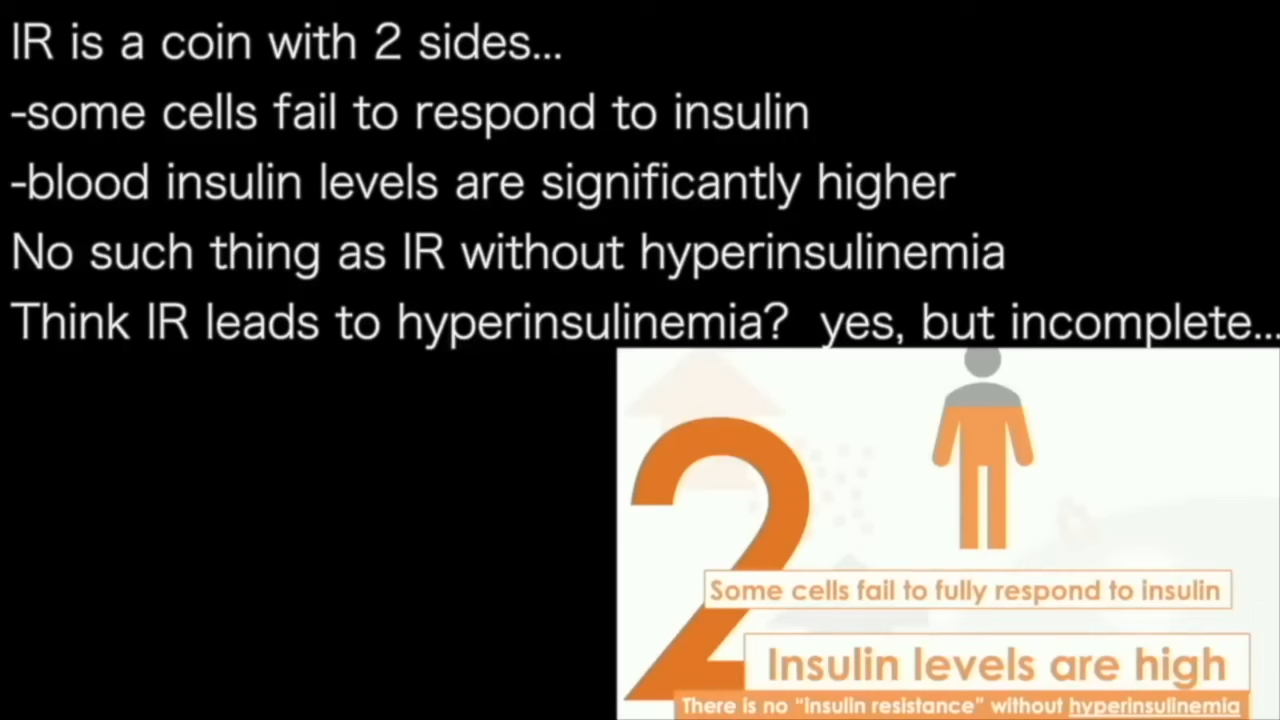 IR is a coin with 2 sides...
-some cells fail to respond to insulin
-blood insulin levels are significantly higher
No such thing as IR without hyperinsulinemia
Think IR leads to hyperinsulinemia?  yes, but incomplete...
2
Some cells fail to fully respond to insulin
Insulin levels are high
There is no “insulin resistance” without hyperinsulinemia